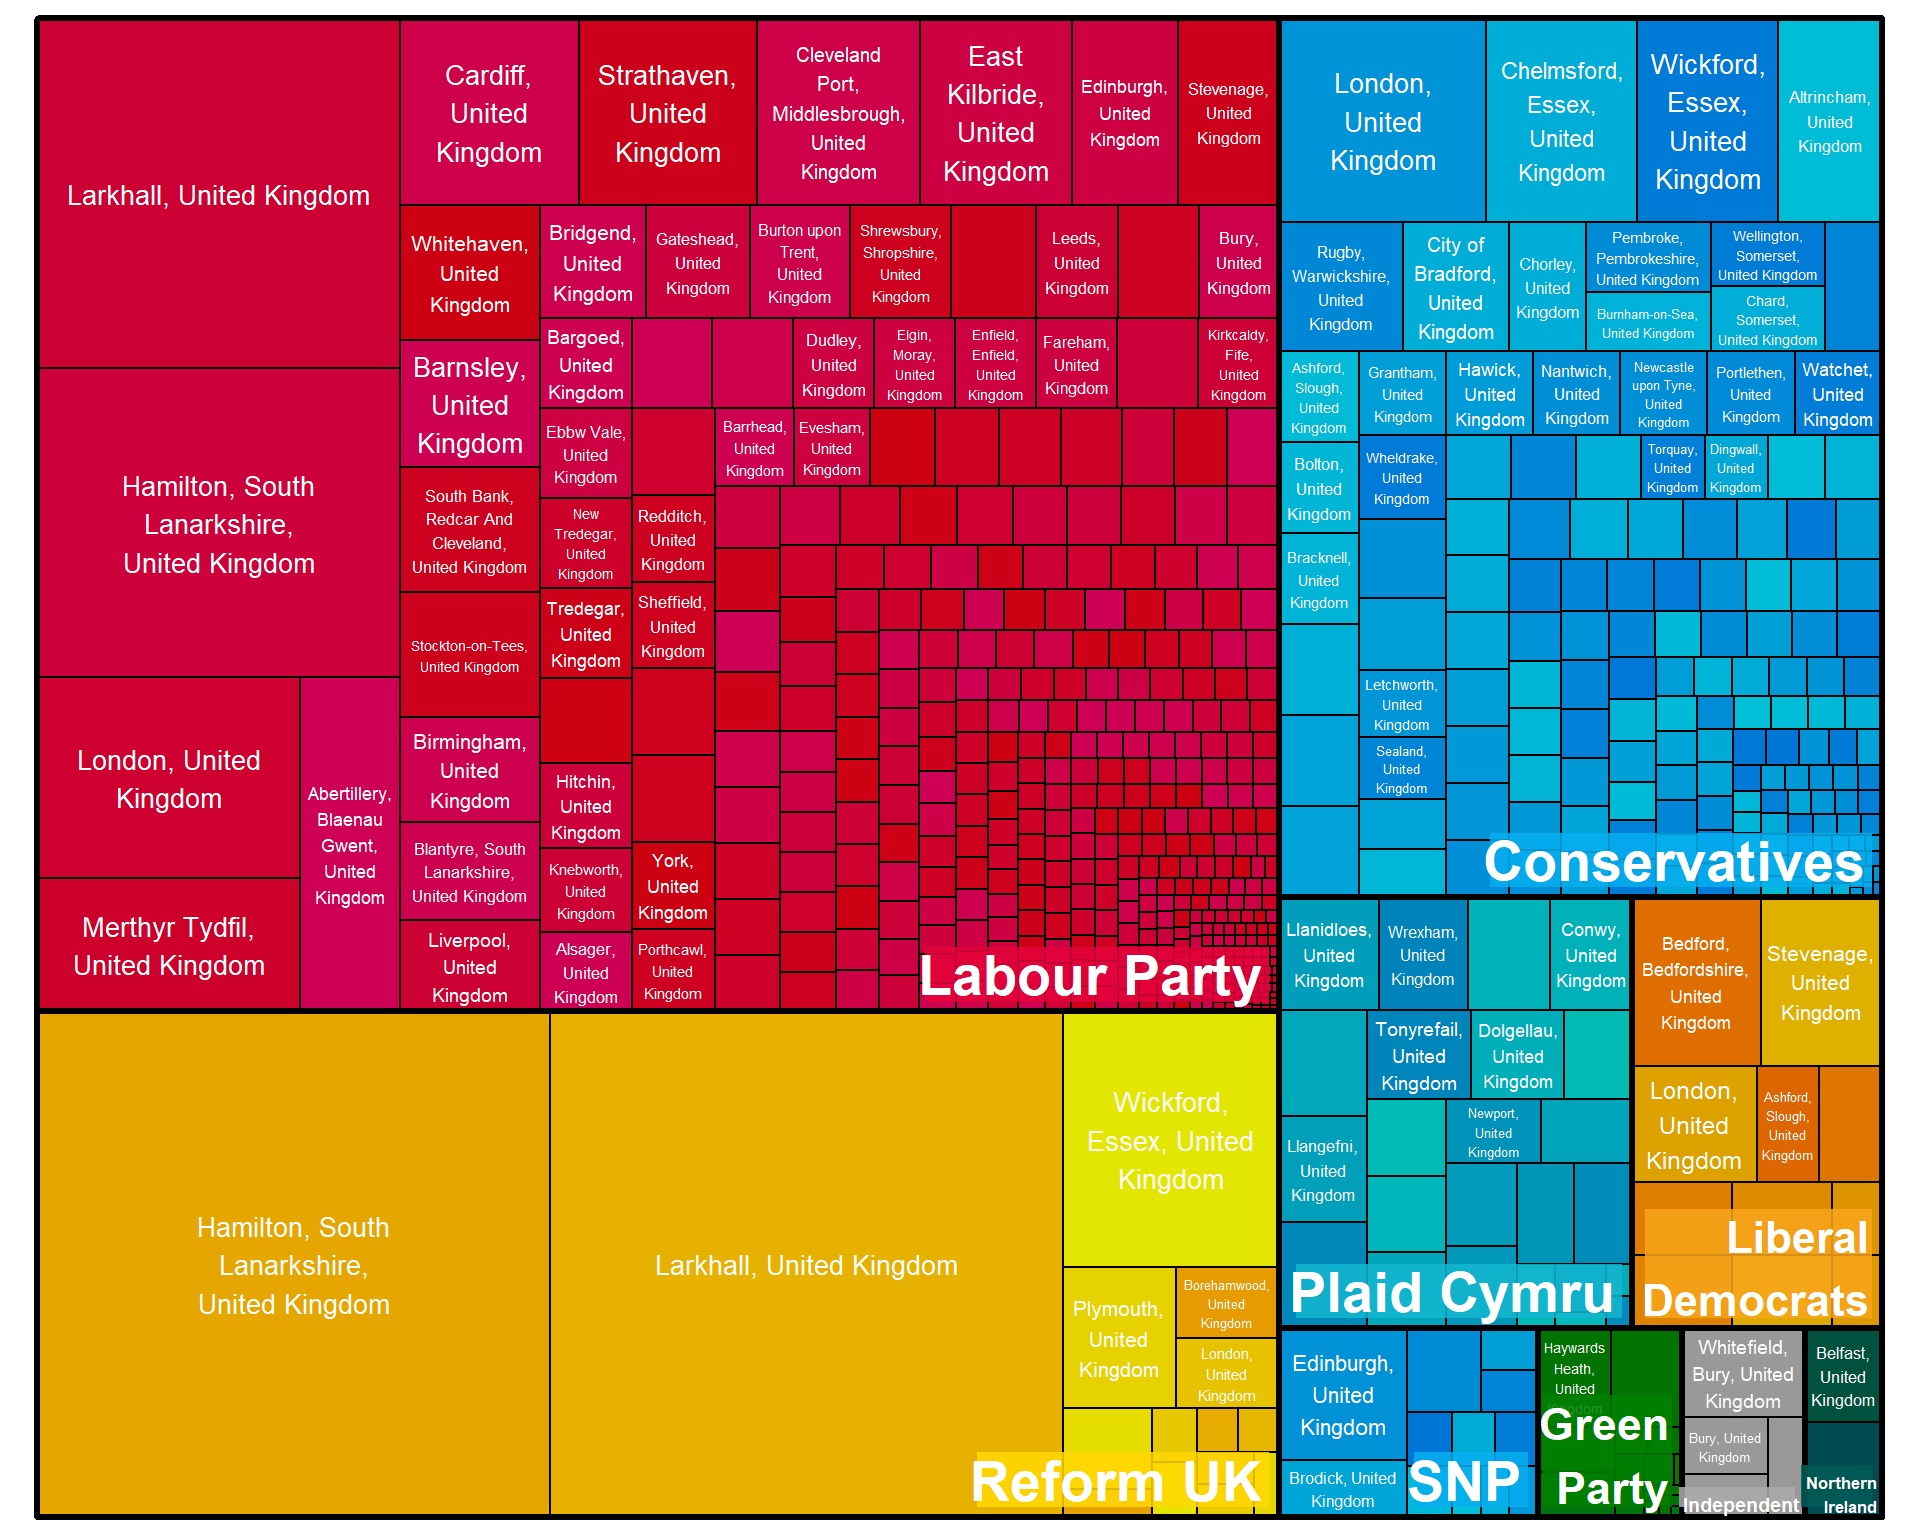 Larkhall, United Kingdom
Hamilton, South
Lanarkshire,
United Kingdom
London, United
Kingdom
Merthyr Tydfil,
United Kingdom
Abertillery,
Blaenau
Gwent,
United
Kingdom
Cardiff,
United
Kingdom
Strathaven,
United
Kingdom
Cleveland
Port,
Middlesbrough,
United
Kingdom
East
Kilbride,
United
Kingdom
Edinburgh,
United
Kingdom
Stevenage,
United
Kingdom
Whitehaven,
United
Kingdom
Barnsley,
United
Kingdom
South Bank,
Redcar And
Cleveland,
United Kingdom
Stockton-on-Tees,
United Kingdom
Birmingham,
United
Kingdom
Blantyre, South
Lanarkshire,
United Kingdom
Liverpool,
United
Kingdom
Bridgend,
United
Kingdom
Gateshead,
United
Kingdom
Burton upon
Trent,
United
Kingdom
Shrewsbury,
Shropshire,
United
Kingdom
Leeds,
United
Kingdom
Bury,
United
Kingdom
Bargoed,
United
Kingdom
Dudley,
United
Kingdom
Elgin,
Moray,
United
Kingdom
Enfield,
Enfield,
United
Kingdom
Fareham,
United
Kingdom
Kirkcaldy,
Fife,
United
Kingdom
Ebbw Vale,
United
Kingdom
New
Tredegar,
United
Kingdom
Tredegar,
United
Kingdom
Hitchin,
United
Kingdom
Knebworth,
United
Kingdom
Alsager,
United
Kingdom
Redditch,
United
Kingdom
Sheffield,
United
Kingdom
York,
United
Kingdom
Porthcawl,
United
Kingdom
Barrhead,
United
Kingdom
Evesham,
United
Kingdom
Labour Party
London,
United
Kingdom
Chelmsford,
Essex,
United
Kingdom
Wickford,
Essex,
United
Kingdom
Altrincham,
United
Kingdom
Rugby,
Warwickshire,
United
Kingdom
City of
Bradford,
United
Kingdom
Chorley,
United
Kingdom
Pembroke,
Pembrokeshire,
United Kingdom
Burnham-on-Sea,
United Kingdom
Wellington,
Somerset,
United Kingdom
Chard,
Somerset,
United Kingdom
Ashford,
Slough,
United
Kingdom
Bolton,
United
Kingdom
Bracknell,
United
Kingdom
Grantham,
United
Kingdom
Hawick,
United
Kingdom
Nantwich,
United
Kingdom
Newcastle
upon Tyne,
United
Kingdom
Portlethen,
United
Kingdom
Watchet,
United
Kingdom
Wheldrake,
United
Kingdom
Torquay,
United
Kingdom
Dingwall,
United
Kingdom
Letchworth,
United
Kingdom
Sealand,
United
Kingdom
Conservatives
Hamilton, South
Lanarkshire,
United Kingdom
Larkhall, United Kingdom
Wickford,
Essex, United
Kingdom
Plymouth,
United
Kingdom
Borehamwood,
United
Kingdom
London,
United
Kingdom
Reform UK
Llanidloes,
United
Kingdom
Wrexham,
United
Kingdom
Conwy,
United
Kingdom
Tonyrefail,
United
Kingdom
Dolgellau,
United
Kingdom
Llangefni,
United
Kingdom
Newport,
United
Kingdom
Plaid Cymru
Bedford,
Bedfordshire,
United
Kingdom
Stevenage,
United
Kingdom
London,
United
Kingdom
Ashford,
Slough,
United
Kingdom
Liberal
Democrats
Edinburgh,
United
Kingdom
Brodick, United
Kingdom
SNP
Haywards
Heath,
United
Kingdom
Green
Party
Whitefield,
Bury, United
Kingdom
Bury, United
Kingdom
Independent
Belfast,
United
Kingdom
Northern
Ireland